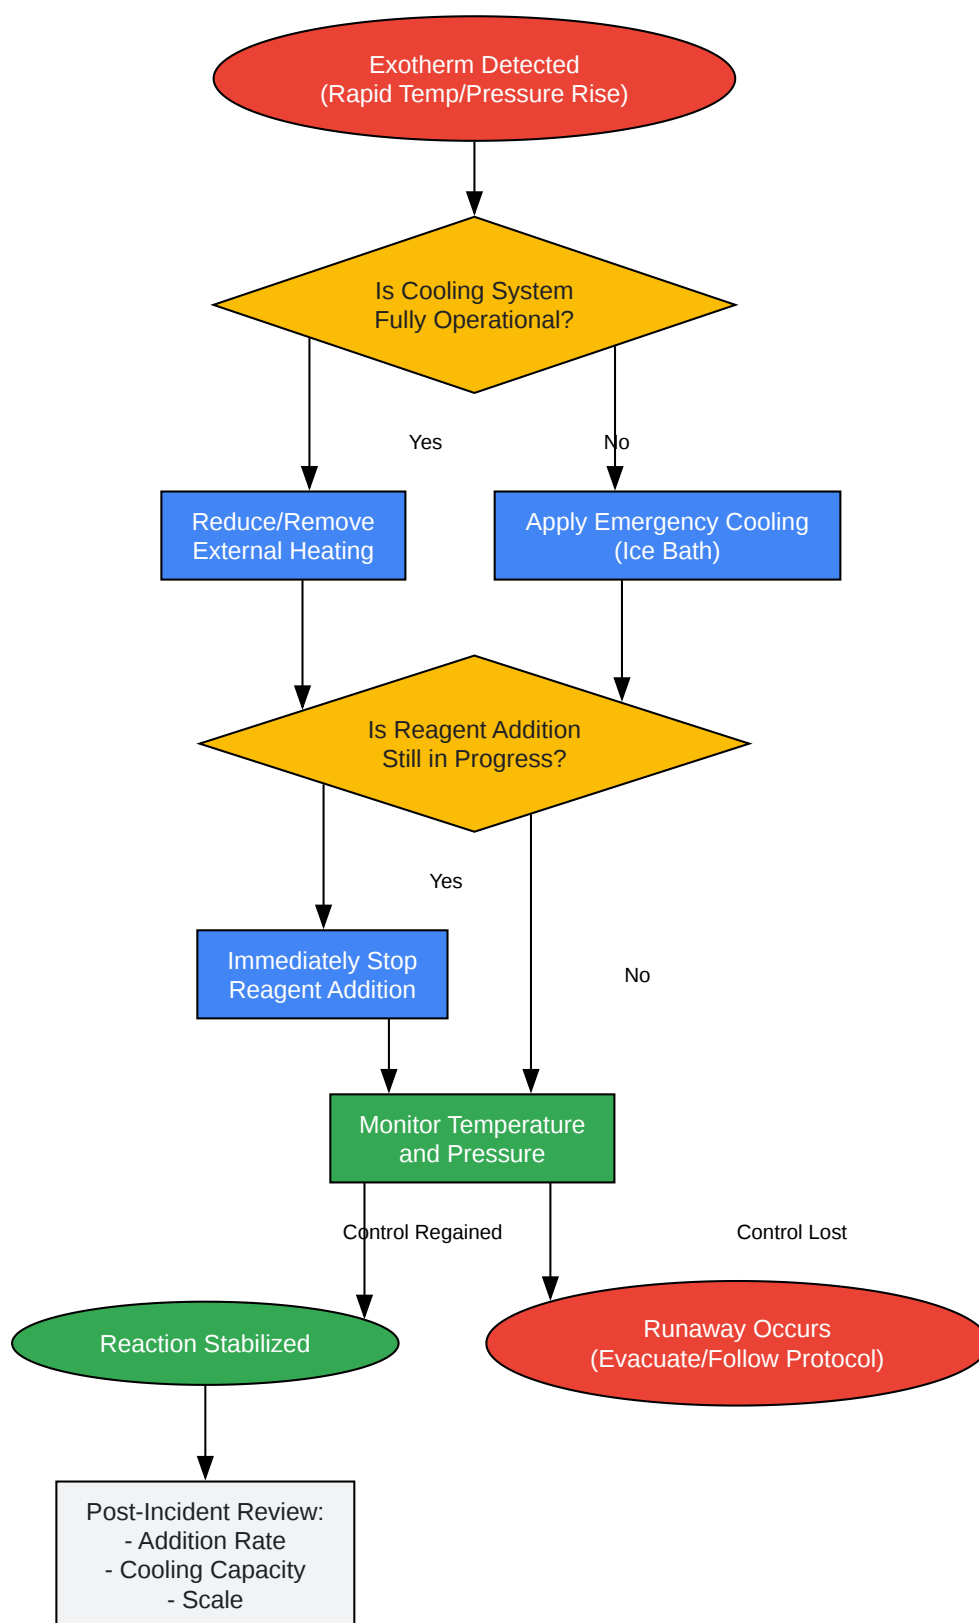 Exotherm Detected
(Rapid Temp/Pressure Rise)
Is Cooling System
Fully Operational?
Yes
No
Reduce/Remove
External Heating
Apply Emergency Cooling
(Ice Bath)
Is Reagent Addition
Still in Progress?
Yes
Immediately Stop
Reagent Addition
No
Monitor Temperature
and Pressure
Control Regained
Control Lost
Reaction Stabilized
Runaway Occurs
(Evacuate/Follow Protocol)
Post-Incident Review:
- Addition Rate
- Cooling Capacity
- Scale